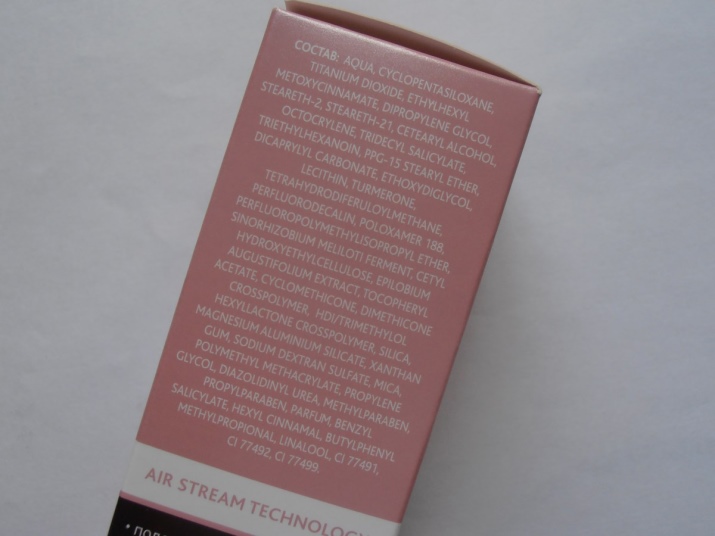 СОСТАВ: AQUA, CYCLOPENTASILOXANE,
TITANIUM DIOXIDE, ETHYLHEXYL
METOXYCINNAMATE, DIPROPYLENE GLYCOL,
STEARETH-2, STEARETH-21, CETEARYL ALCOHOL,
OCTOCRYLENE, TRIDECYL SALICYLATE,
TRIETHYLHEXANOIN, PPG-15 STEARYL ETHER,
DICAPRYLYL CARBONATE, ETHOXYDIGLYCOL,
LECITHIN, TURMERONE,
TETRAHYDRODIFERULOYLMETHANE,
PERFLUORODECALIN, POLOXAMER 188,
PERFLUOROPOLYMETHYLISOPROPYL ETHER,
SINORHIZOBIUM MELILOTI FERMENT, CETYL
HYDROXYETHYLCELLULOSE, EPILOBIUM
AUGUSTIFOLIUM EXTRACT, TOCOPHERYL
ACETATE, CYCLOMETHICONE, DIMETHICONE
CROSSPOLYMER, HDI/TRIMETHYLOL
HEXYLLACTONE CROSSPOLYMER, SILICA,
MAGNESIUM ALUMINIUM SILICATE, XANTHAN
GUM, SODIUM DEXTRAN SULFATE, MICA,
POLYMETHYL METHACRYLATE, PROPYLENE
GLYCOL, DIAZOLIDINYL UREA, METHYLPARABEN,
PROPYLPARABEN, PARFUM, BENZYL
SALICYLATE, HEXYL CINNAMAL, BUTYLPHENYL
METHYLPROPIONAL, LINALOOL, CI 77491,
CI 77492, CI 77499.
AIR STREAM TECHNOLOGY